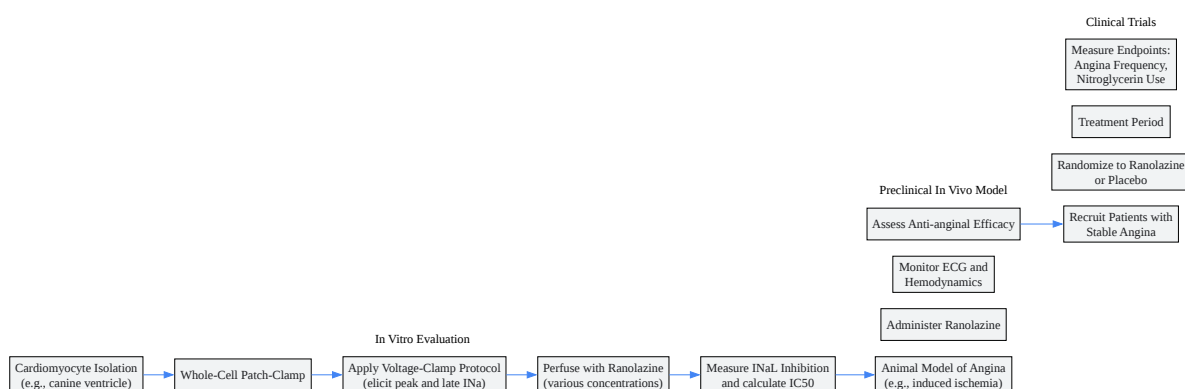 Clinical Trials
Measure Endpoints:
Angina Frequency,
Nitroglycerin Use
Treatment Period
Randomize to Ranolazine
or Placebo
Preclinical In Vivo Model
Assess Anti-anginal Efficacy
Recruit Patients with
Stable Angina
Monitor ECG and
Hemodynamics
Administer Ranolazine
In Vitro Evaluation
Cardiomyocyte Isolation
(e.g., canine ventricle)
Whole-Cell Patch-Clamp
Apply Voltage-Clamp Protocol
(elicit peak and late INa)
Perfuse with Ranolazine
(various concentrations)
Measure INaL Inhibition
and calculate IC50
Animal Model of Angina
(e.g., induced ischemia)